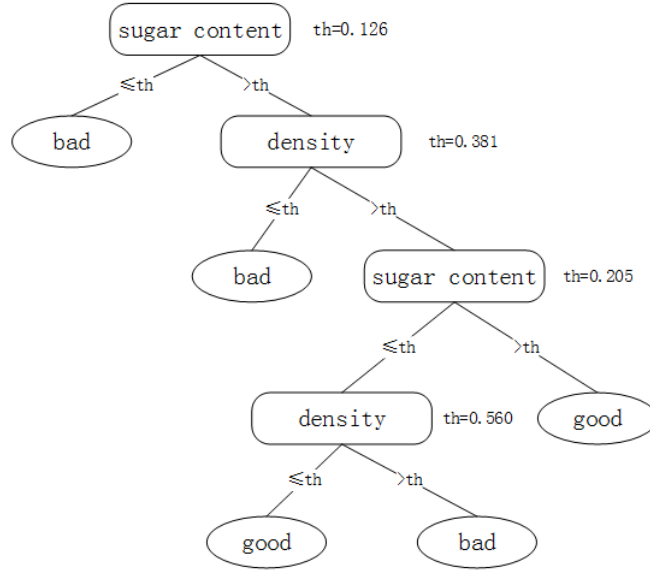 sugar content th=0.126
≤th >th
bad density th=0.381
≤th >th
bad sugar content th=0.205
≤th >th
density th=0.560 good
≤th >th
good bad